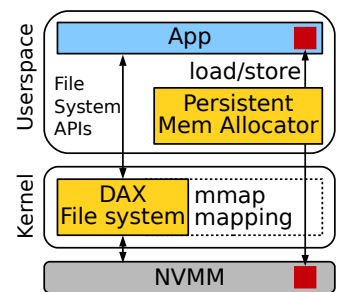 Userspace
App
File
System
APIs
load/store
Persistent
Mem Allocator
Kernel
DAX
File system
mmap
mapping
NVMM